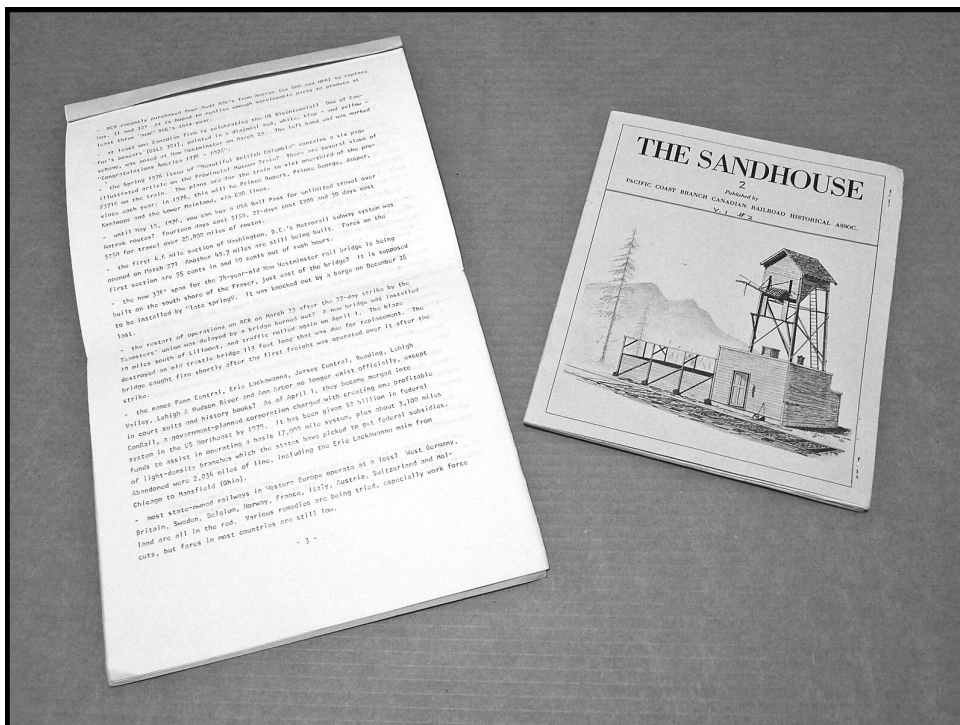 - BCR recently purchased four Budd RDC's from Amtrak (ex and ) to replace
Nos. 31 and 33? It is hoped to realize enough serviceable parts to produce at
least three "new" RDC's this year.
- at least one Canadian firm is celebrating the US Bicentennial? One of
for's boxcars (USLX 101), painted in a diagonal red, white, blue - and yellow -
scheme, was noted at New Westminster on March 29. The left hand end was marked
"Congratulations America 1776 - 1976".
- the Spring 1976 issue of "Beautiful British Columbia" contains a six page
illustrated article on the Provincial Museum Train? There are several views of
#3716 on the train. The plans are for the train to visit one-third of the pro-
vince each year; in 1976, this will be Prince Rupert, Prince George, Jasper,
Kamloops and the Lower Mainland, via CNR lines.
- until May 15, 1976, you can buy a USA Rail Pass for unlimited travel over
Amtrak routes? Fourteen days cost $150, 21-days cost $200 and 30 days cost
$250 for travel over 25,000 miles of routes.
- the first 4.6 mile section of Washington, D.C.'s Metrorail subway system was
opened on March 27? Another 40.7 miles are still being built. Fares on the
first section are 55 cents in and 40 cents out of rush hours.
- the new 336' span for the 74-year-old New Westminster rail bridge is being
built on the south shore of the Fraser, just east of the bridge? It is supposed
to be installed by "late spring". It was knocked out by a barge on December 26
last.
- the restart of operations on BCR on March 23 after the 27-day strike by the
Teamsters' union was delayed by a bridge burned out? A new bridge was installed
10 miles south of Lillooet, and traffic rolled again on April 1. The blaze
destroyed an old trestle bridge 113 foot long that was due for replacement. The
bridge caught fire shortly after the first freight was operated over it after the
strike.
- the names Penn Central, Erie Lackawanna, Jersey Central, Reading, Lehigh
Valley, Lehigh & Hudson River and Ann Arbor no longer exist officially, except
in court suits and history books? As of April 1, they became merged into
ConRail, a government-planned corporation charged with creating one profitable
system in the US Northeast by 1979. It has been given $2 billion in federal
funds to assist in operating a basic 17,000 mile system, plus about 3,100 miles
of light-density branches which the states have picked to get federal subsidies.
Abandoned were 2,034 miles of line, including the Erie Lackawanna main from
Chicago to Mansfield (Ohio).
- most state-owned railways in Western Europe operate at a loss? West Germany,
Britain, Sweden, Belgium, Norway, France, Italy, Austria, Switzerland and Hol-
land are all in the red. Various remedies are being tried, especially work force
cuts, but fares in most countries are still low.
- 3 -
THE SANDHOUSE
2
Published by
PACIFIC COAST BRANCH CANADIAN RAILROAD HISTORICAL ASSOC.
V.1 #2